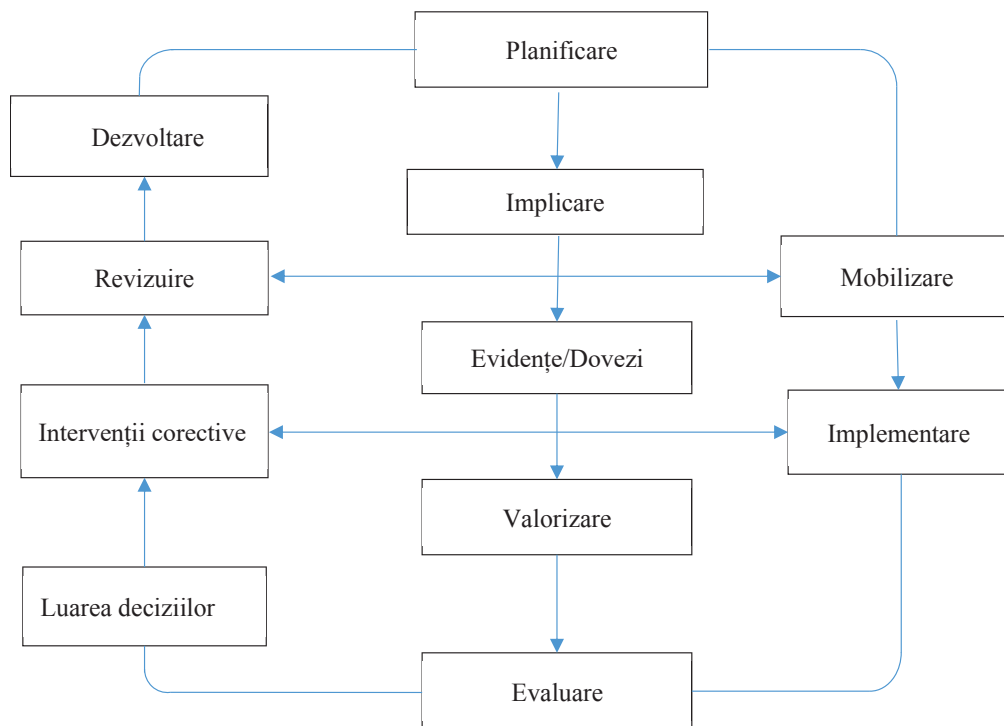 Planificare
Dezvoltare
Implicare
Revizuire
Mobilizare
Evidențe/Dovezi
Intervenții corective
Implementare
Valorizare
Luarea deciziilor
Evaluare